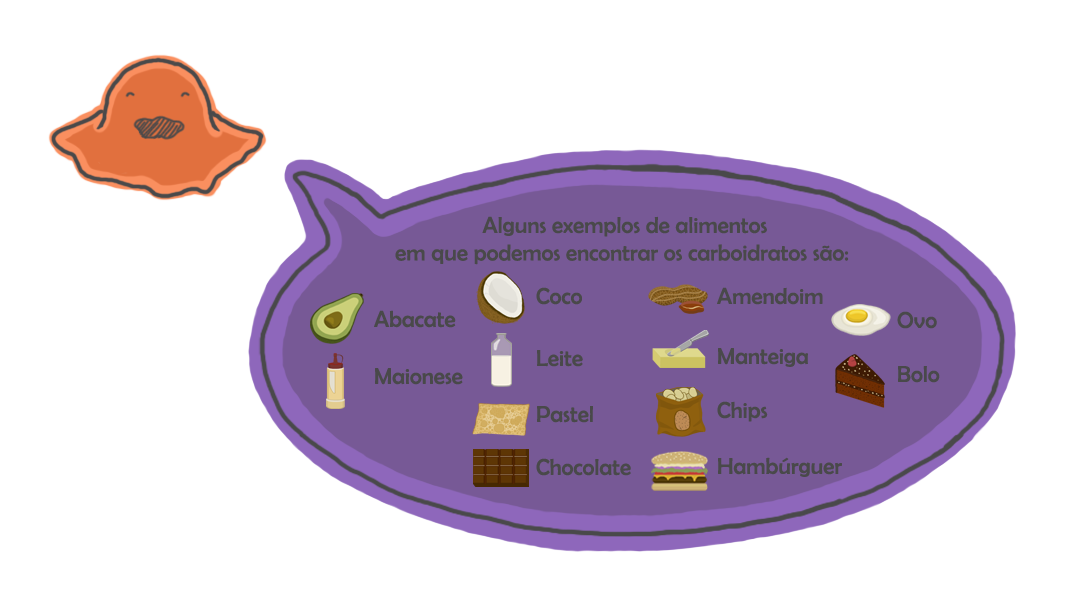 Alguns exemplos de alimentos
em que podemos encontrar os carboidratos são:
Abacate
Maionese
Coco
Leite
Pastel
Chocolate
Amendoim
Manteiga
Chips
Hambúrguer
Ovo
Bolo